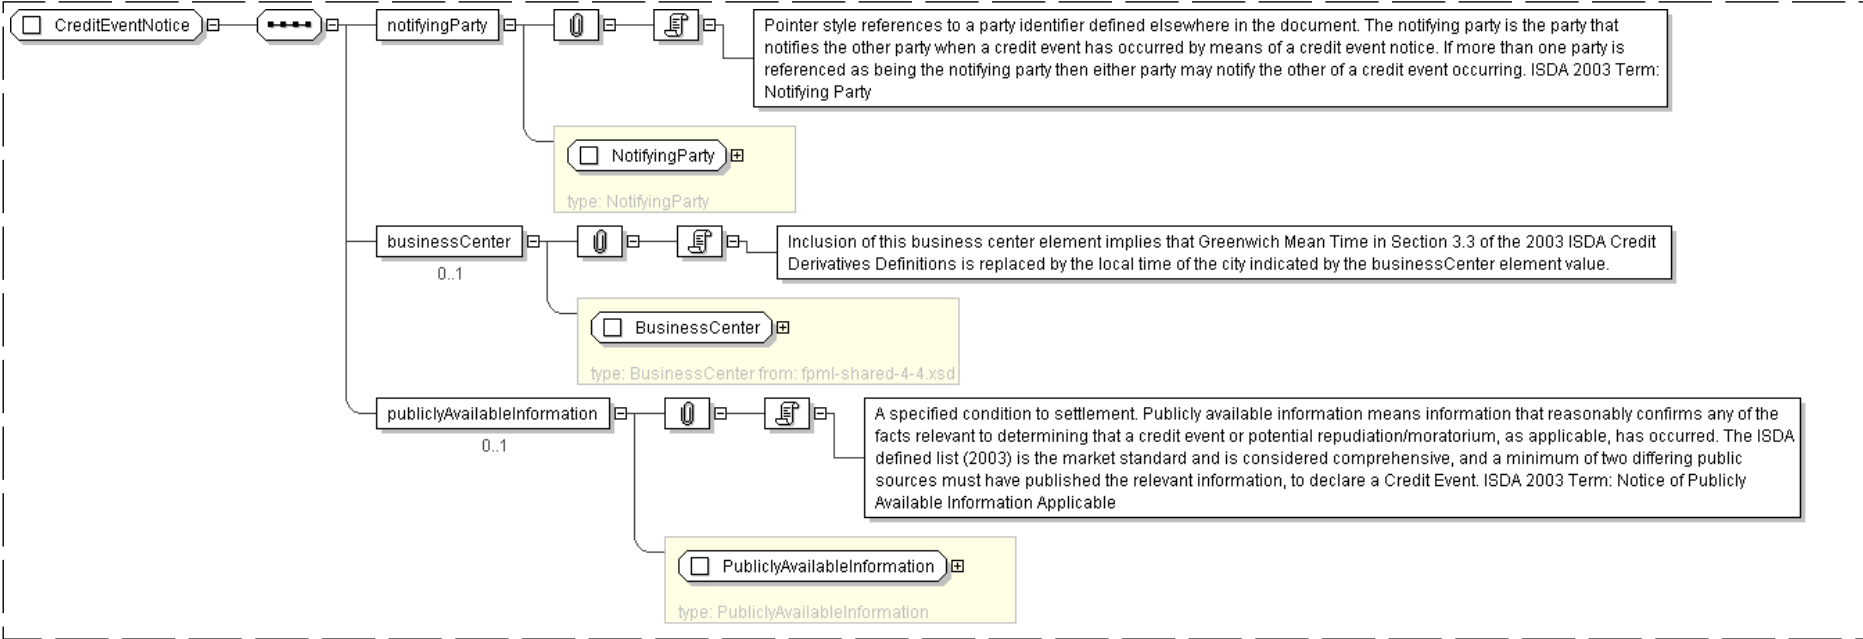 CreditEventNotice
notifyingParty
Pointer style references to a party identifier defined elsewhere in the document. The notifying party is the party that
notifies the other party when a credit event has occurred by means of a credit event notice. If more than one party is
referenced as being the notifying party then either party may notify the other of a credit event occurring. ISDA 2003 Term:
Notifying Party
NotifyingParty
type: NotifyingParty
businessCenter
0..1
Inclusion of this business center element implies that Greenwich Mean Time in Section 3.3 of the 2003 ISDA Credit
Derivatives Definitions is replaced by the local time of the city indicated by the businessCenter element value.
BusinessCenter
type: BusinessCenter from: fpml-shared-4-4.xsd
publiclyAvailableInformation
0..1
A specified condition to settlement. Publicly available information means information that reasonably confirms any of the
facts relevant to determining that a credit event or potential repudiation/moratorium, as applicable, has occurred. The ISDA
defined list (2003) is the market standard and is considered comprehensive, and a minimum of two differing public
sources must have published the relevant information, to declare a Credit Event. ISDA 2003 Term: Notice of Publicly
Available Information Applicable
PubliclyAvailableInformation
type: PubliclyAvailableInformation